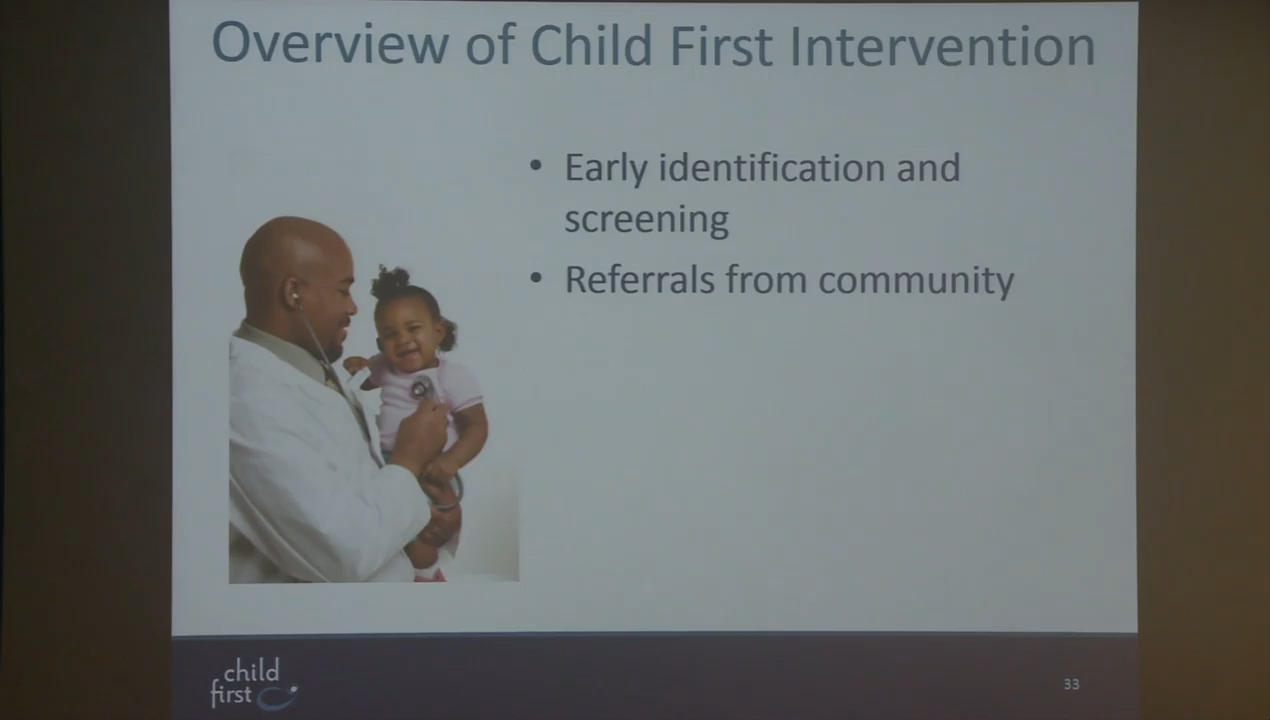 Overview of Child First Intervention
• Early identification and
screening
• Referrals from community
child
first
33